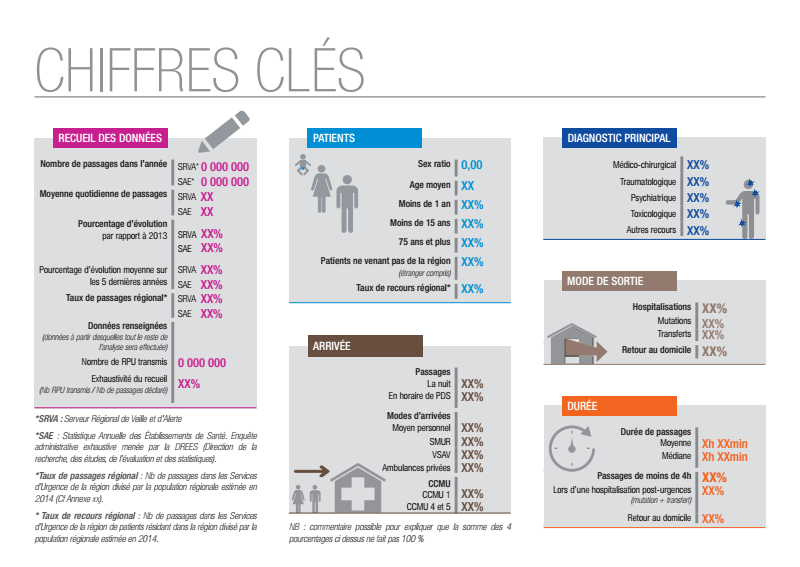 CHIFFRES CLÉS
RECUEIL DES DONNÉES
Nombre de passages dans l'année
SRVA* 0 000 000
SAE* 0 000 000
Moyenne quotidienne de passages
SRVA XX
SAE XX
Pourcentage d'évolution
par rapport à 2013
SRVA XX%
SAE XX%
Pourcentage d'évolution moyenne sur
les 5 dernières années
SRVA XX%
SAE XX%
Taux de passages régional*
SRVA XX%
SAE XX%
Données renseignées
(données à partir desquelles tout le reste de
l'analyse sera effectuée)
Nombre de RPU transmis 0 000 000
Exhaustivité du recueil XX%
(Nb RPU transmis / Nb de passages déclaré)
*SRVA : Serveur Régional de Veille et d'Alerte
*SAE : Statistique Annuelle des Établissements de Santé. Enquête
administrative exhaustive menée par la DREES (Direction de la
recherche, des études, de l'évaluation et des statistiques).
*Taux de passages régional : Nb de passages dans les Services
d'Urgence de la région divisé par la population régionale estimée en
2014 (Cf Annexe xx).
* Taux de recours régional : Nb de passages dans les Services
d'Urgence de la région de patients résidant dans la région divisé par la
population régionale estimée en 2014.
PATIENTS
Sex ratio 0,00
Age moyen XX
Moins de 1 an XX%
Moins de 15 ans XX%
75 ans et plus XX%
Patients ne venant pas de la région XX%
(étranger compris)
Taux de recours régional* XX%
ARRIVÉE
Passages
La nuit XX%
En horaire de PDS XX%
Modes d'arrivées
Moyen personnel XX%
SMUR XX%
VSAV XX%
Ambulances privées XX%
CCMU
CCMU 1 XX%
CCMU 4 et 5 XX%
NB : commentaire possible pour expliquer que la somme des 4
pourcentages ci dessus ne fait pas 100 %
DIAGNOSTIC PRINCIPAL
Médico-chirurgical XX%
Traumatologique XX%
Psychiatrique XX%
Toxicologique XX%
Autres recours XX%
MODE DE SORTIE
Hospitalisations XX%
Mutations XX%
Transferts XX%
Retour au domicile XX%
DURÉE
Durée de passages
Moyenne Xh XXmin
Médiane Xh XXmin
Passages de moins de 4h XX%
Lors d'une hospitalisation post-urgences XX%
(mutation + transfert)
Retour au domicile XX%